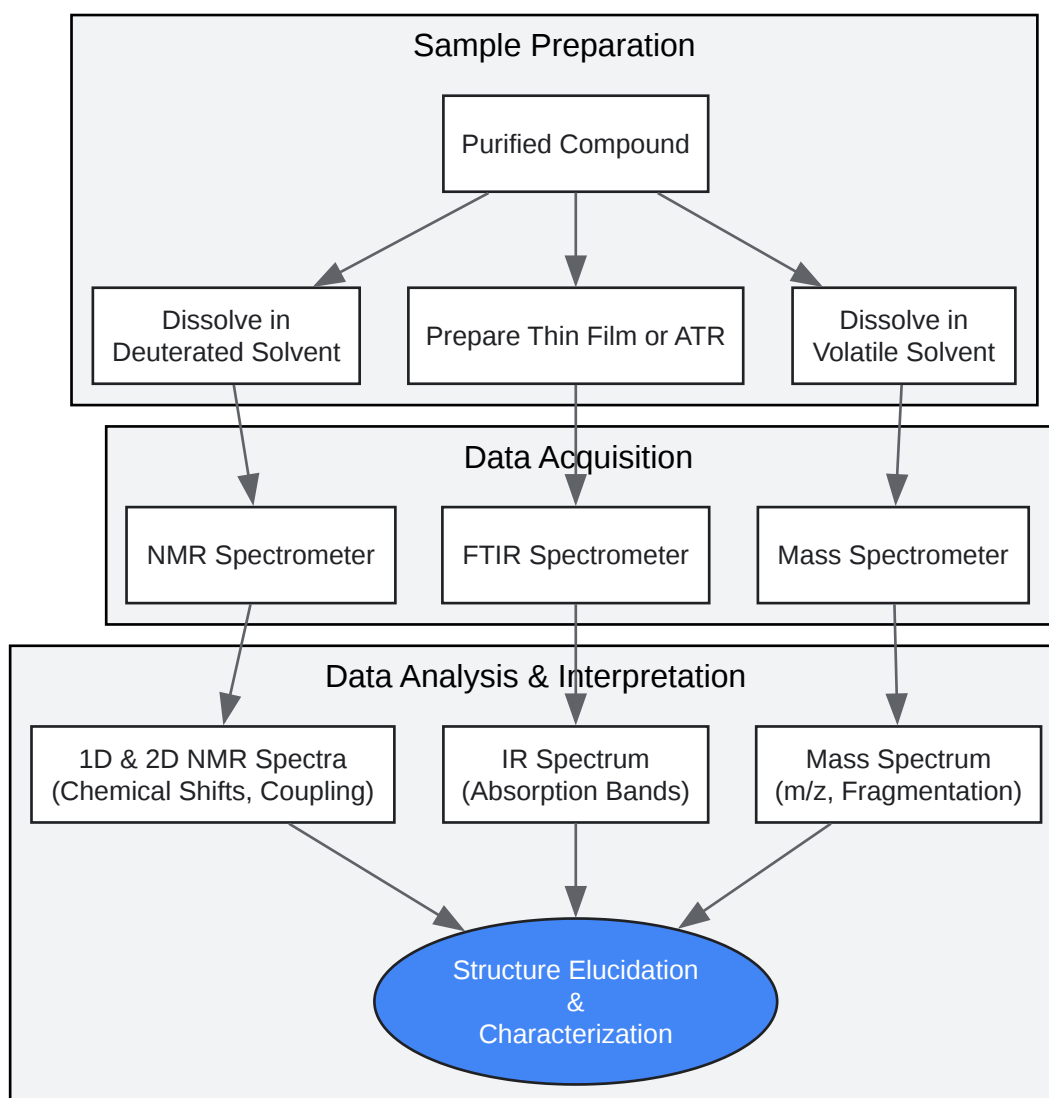 Sample Preparation
Purified Compound
Dissolve in
Deuterated Solvent
Prepare Thin Film or ATR
Dissolve in
Volatile Solvent
Data Acquisition
NMR Spectrometer
FTIR Spectrometer
Mass Spectrometer
Data Analysis & Interpretation
1D & 2D NMR Spectra
(Chemical Shifts, Coupling)
IR Spectrum
(Absorption Bands)
Mass Spectrum
(m/z, Fragmentation)
Structure Elucidation
&
Characterization